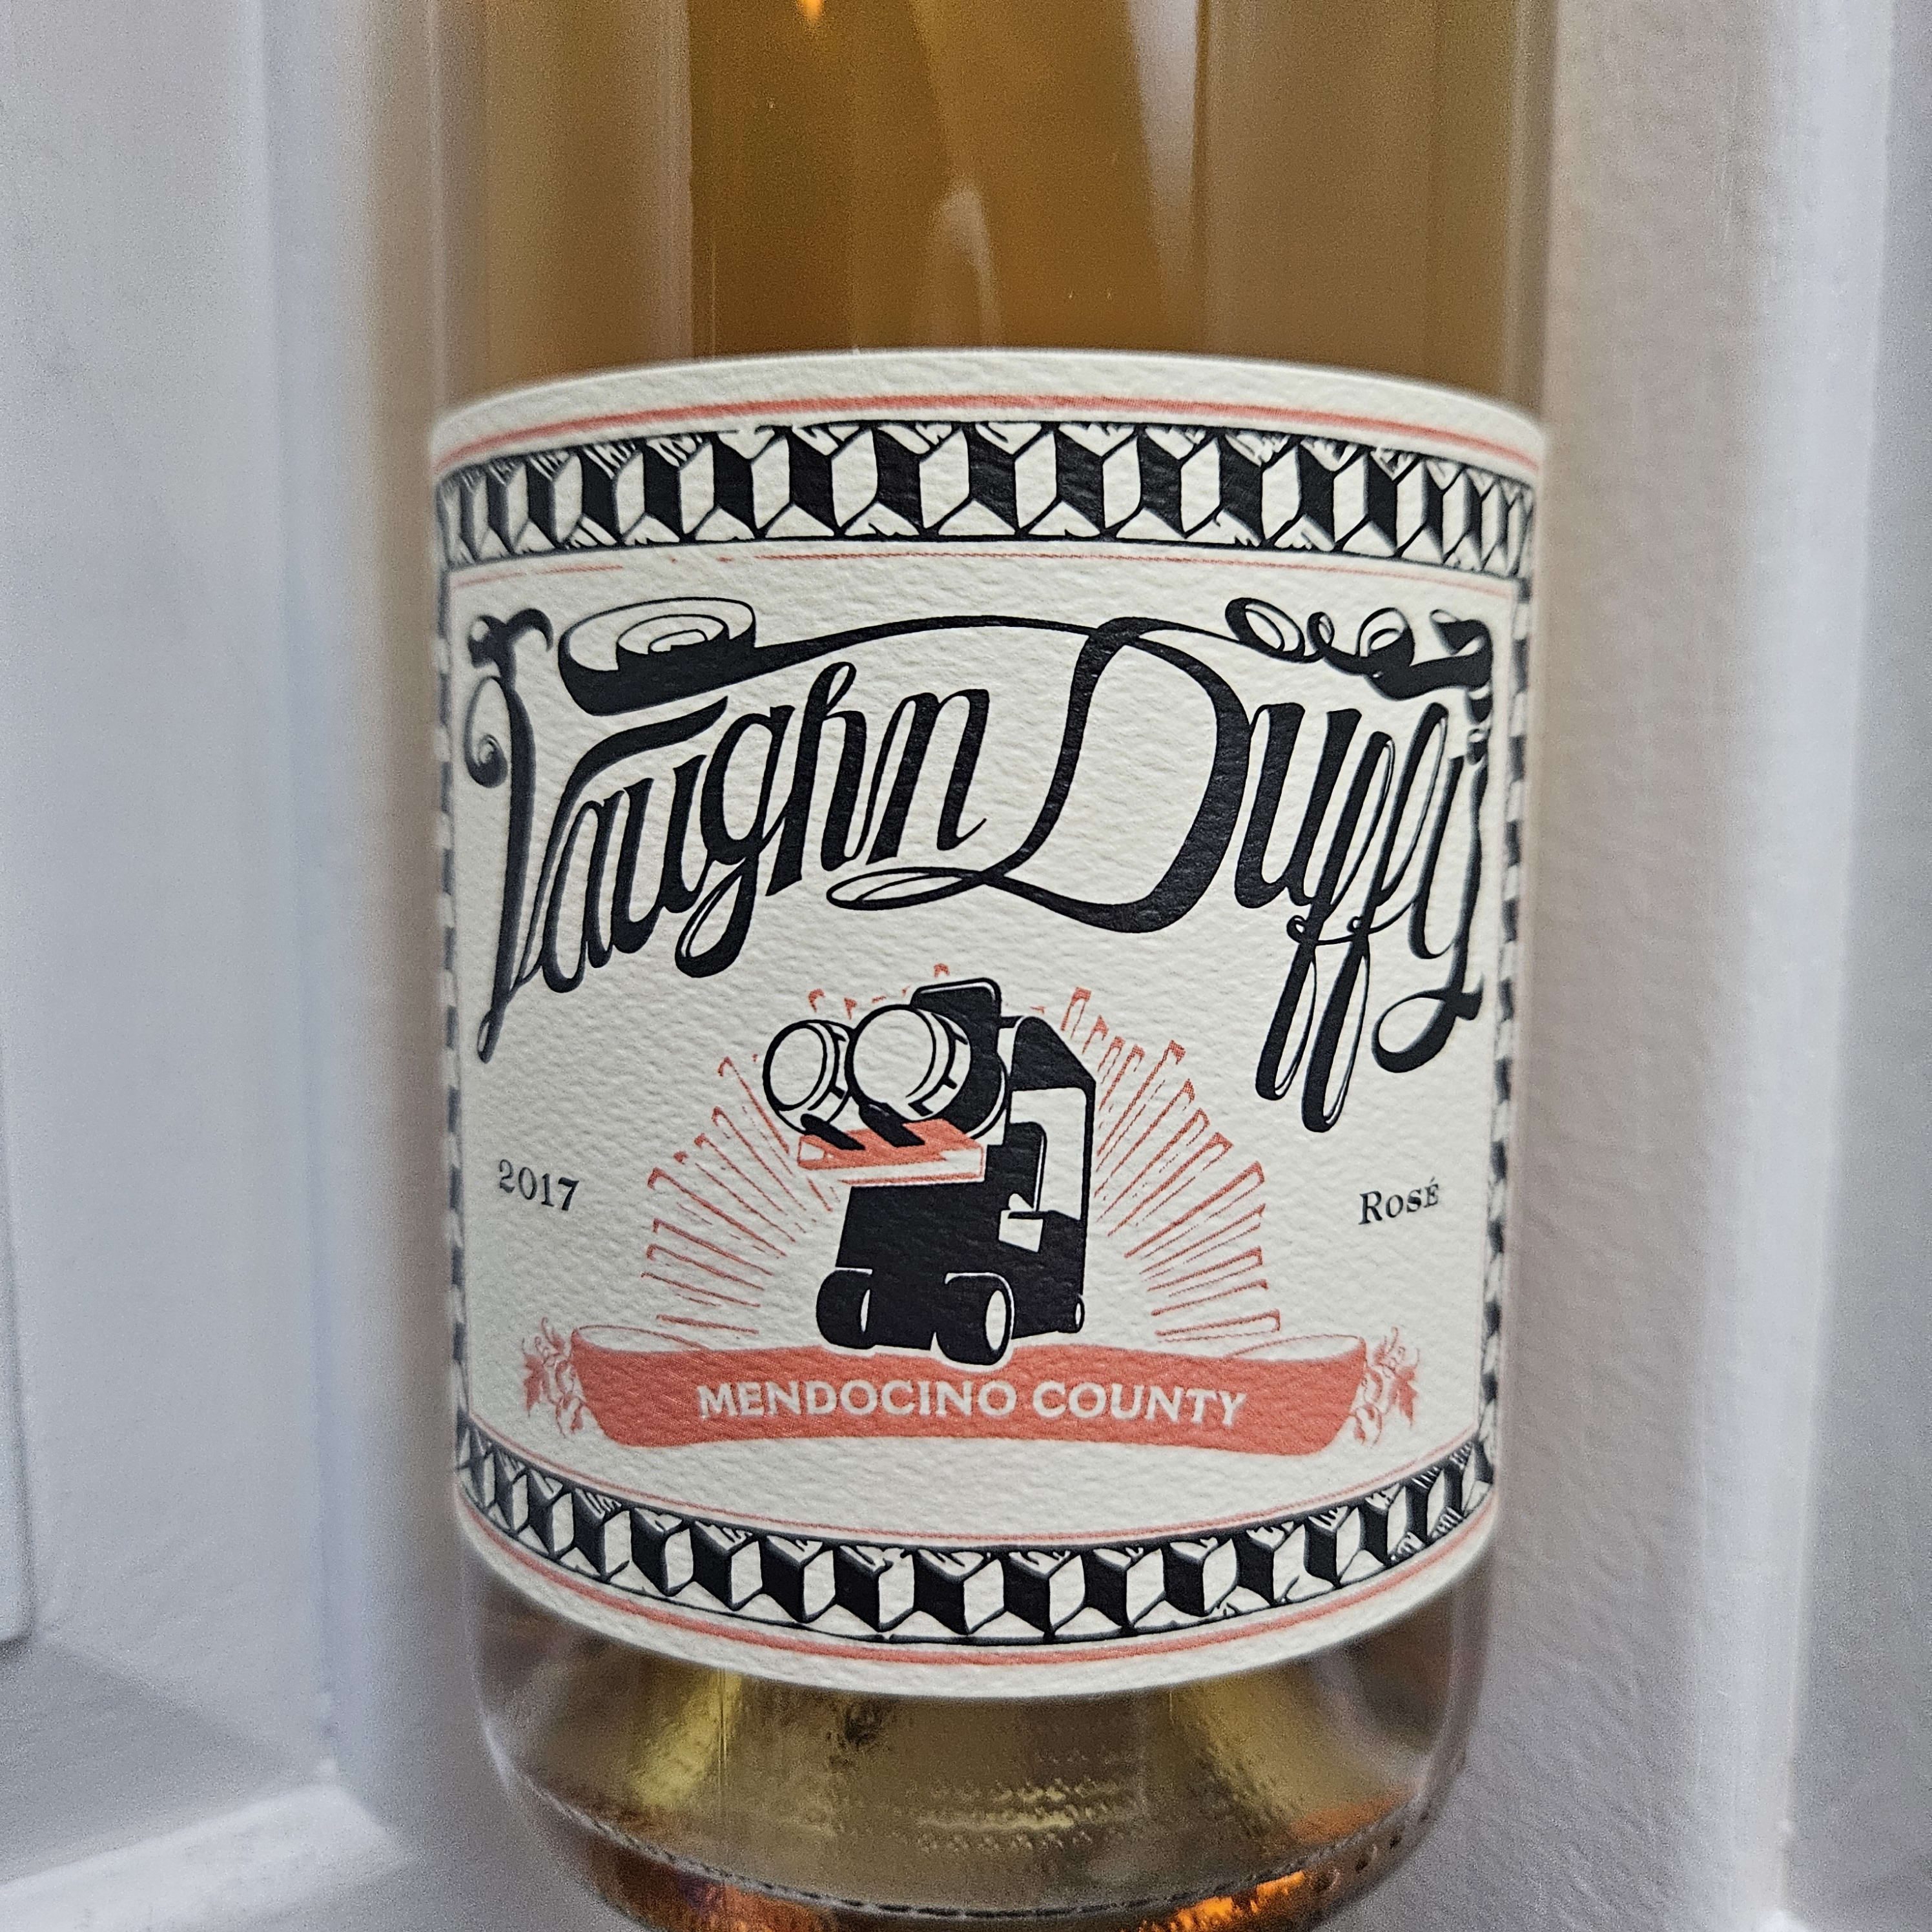 Vaughn Duffy
2017
Rosé
MENDOCINO COUNTY